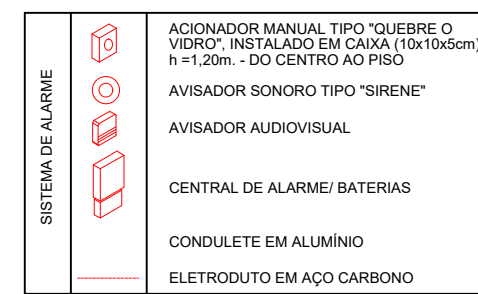 SISTEMA DE ALARME
ACIONADOR MANUAL TIPO "QUEBRE O
VIDRO", INSTALADO EM CAIXA (10x10x5cm)
h =1,20m. - DO CENTRO AO PISO
AVISADOR SONORO TIPO "SIRENE"
AVISADOR AUDIOVISUAL
CENTRAL DE ALARME/ BATERIAS
CONDULETE EM ALUMÍNIO
ELETRODUTO EM AÇO CARBONO